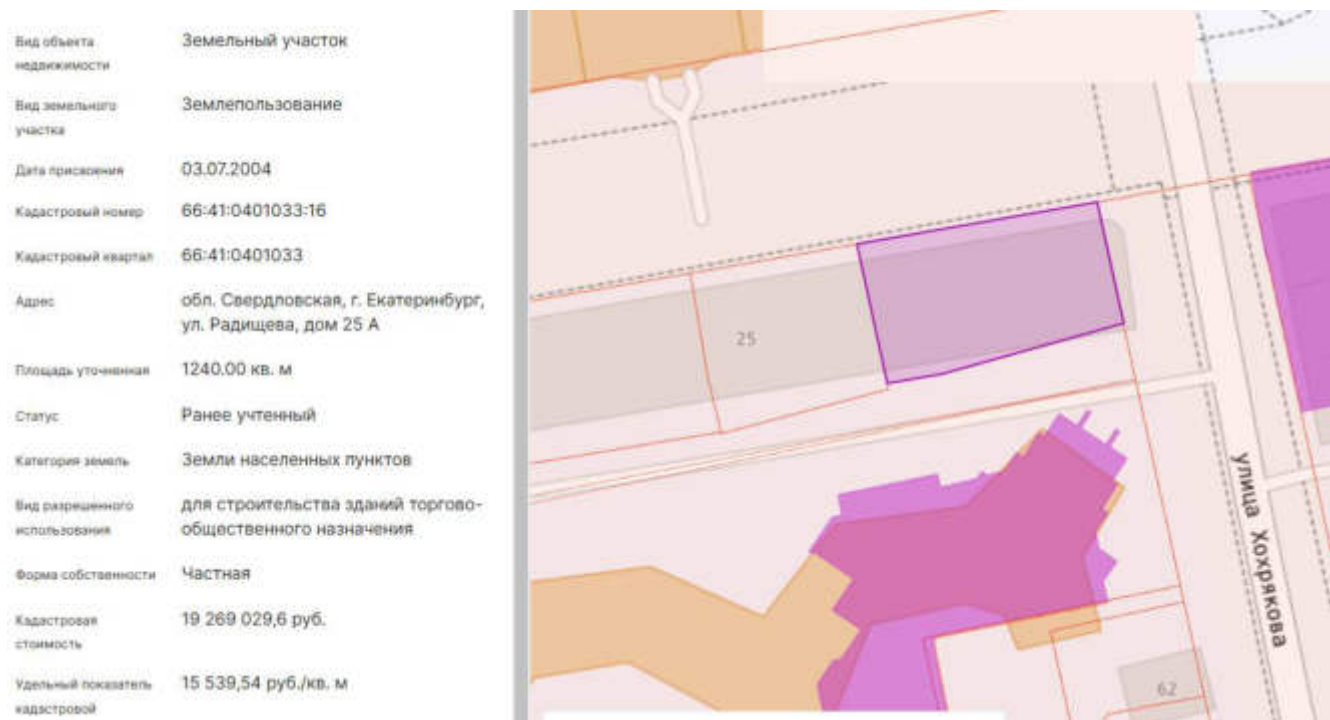 Вид объекта
недвижимости
Земельный участок
Вид земельного
участка
Землепользование
Дата присвоения
03.07.2004
Кадастровый номер
66:41:0401033:16
Кадастровый квартал
66:41:0401033
Адрес
обл. Свердловская, г. Екатеринбург,
ул. Радищева, дом 25 А
Площадь уточненная
1240.00 кв. м
Статус
Ранее учтенный
Категория земель
Земли населенных пунктов
Вид разрешенного
использования
для строительства зданий торгово-
общественного назначения
Форма собственности
Частная
Кадастровая
стоимость
19 269 029,6 руб.
Удельный показатель
кадастровой
15 539,54 руб./кв. м
25
улица Хохрякова
62